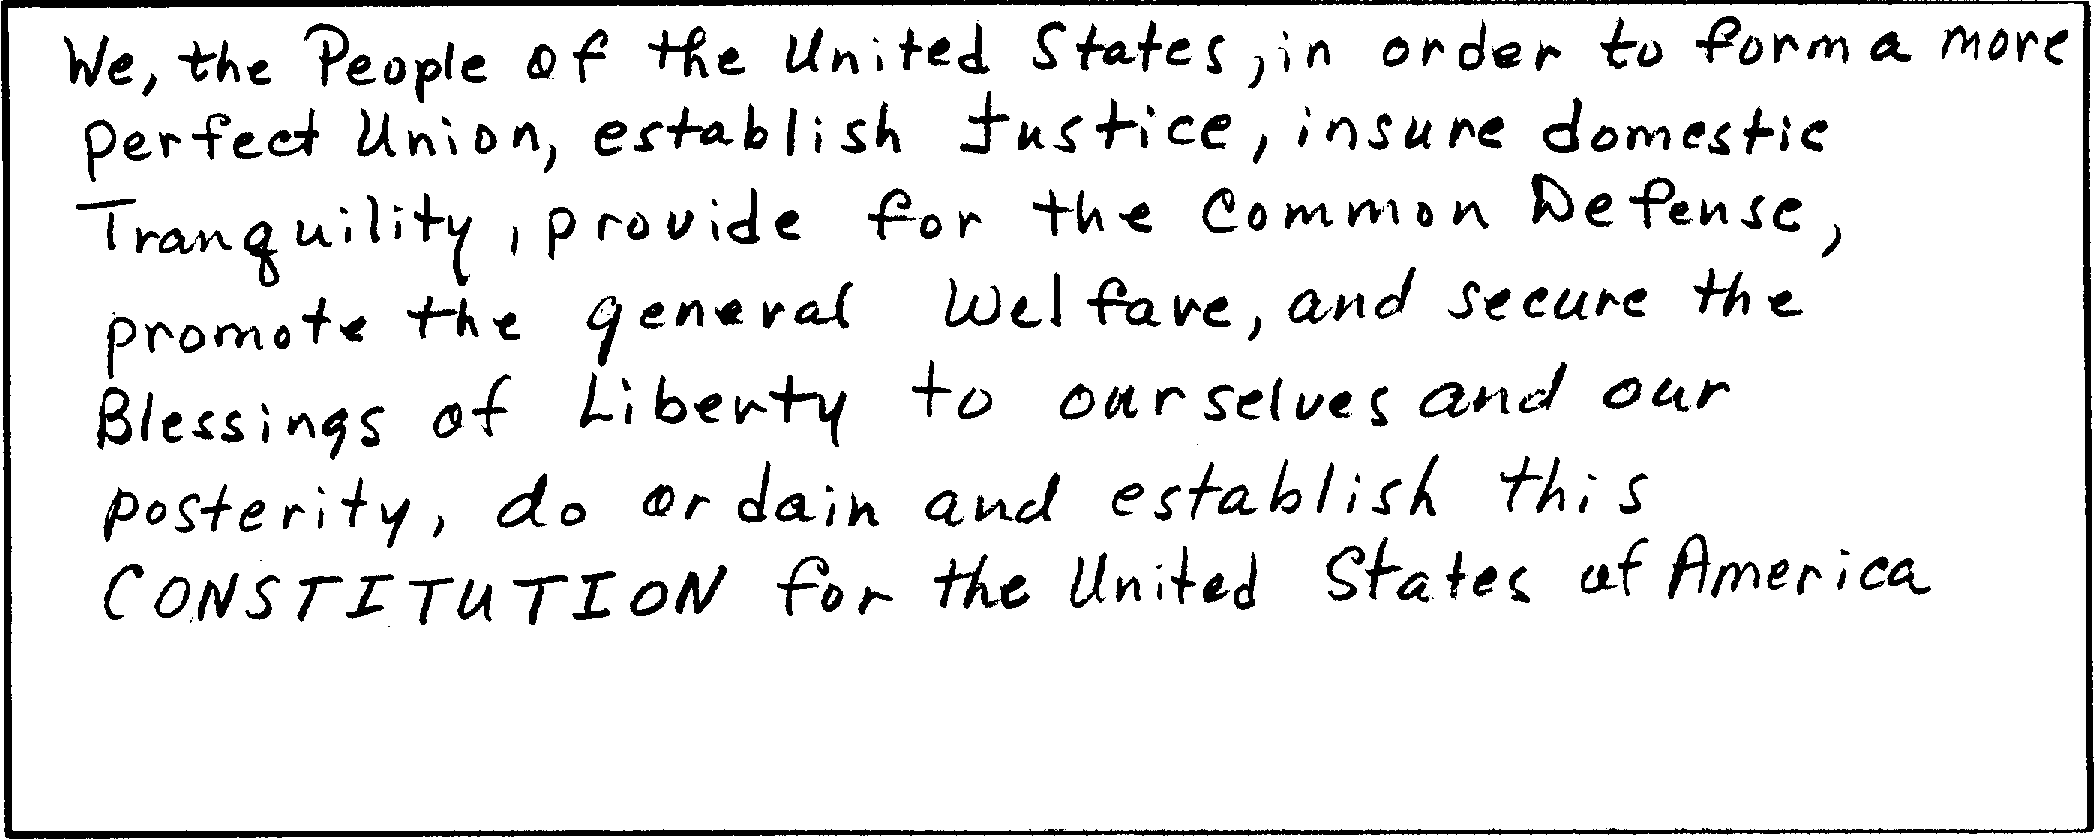 We, the People of the United States, in order to form a more
perfect Union, establish Justice, insure domestic
Tranquility, provide for the Common Defense,
promote the general Welfare, and secure the
Blessings of Liberty to ourselves and our
posterity, do ordain and establish this
CONSTITUTION for the United States of America